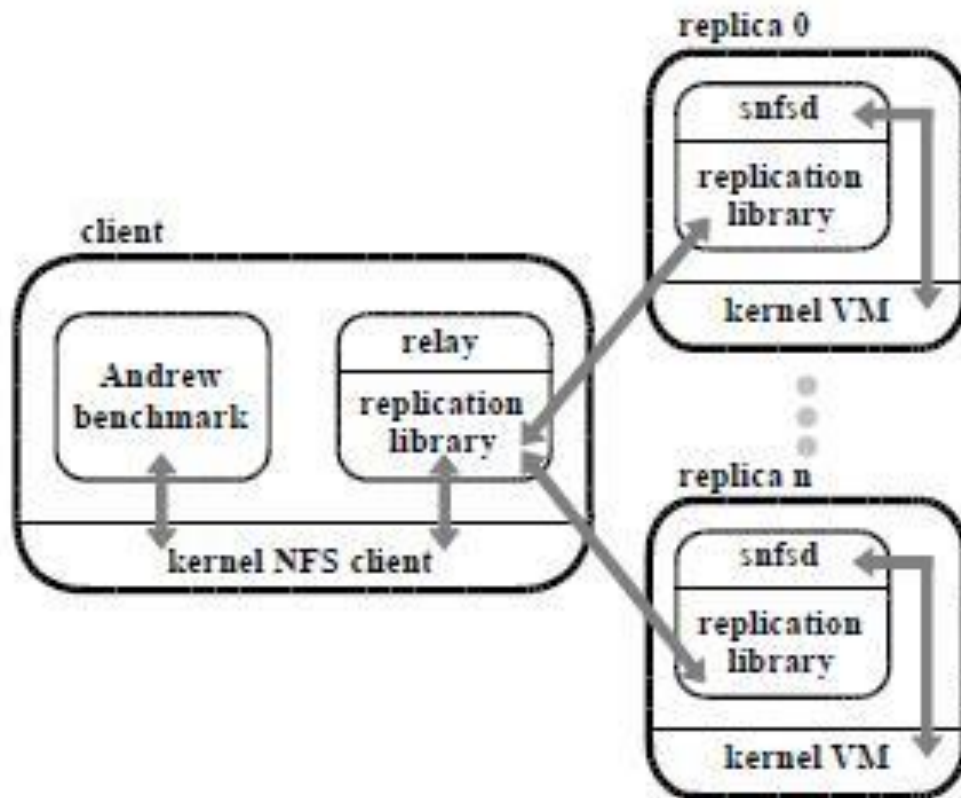 replica 0
snfsd
replication
library
kernel VM
client
Andrew
benchmark
relay
replication
library
kernel NFS client
replica n
snfsd
replication
library
kernel VM